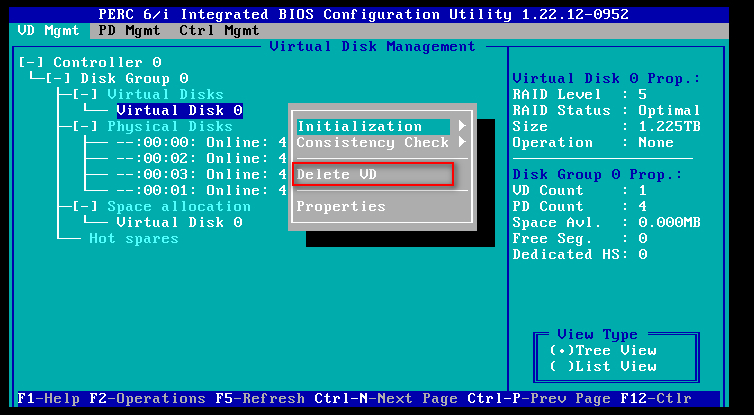 PERC 6/i Integrated BIOS Configuration Utility 1.22.12-0952
VD Mgmt PD Mgmt Ctrl Mgmt
Virtual Disk Management
[-] Controller 0
[-] Disk Group 0
[-] Virtual Disks
Virtual Disk 0
[-] Physical Disks
--:00:00: Online: 4
--:00:02: Online: 4
--:00:03: Online: 4
--:00:01: Online: 4
[-] Space allocation
Virtual Disk 0
Hot spares
Initialization
Consistency Check
Delete VD
Properties
Virtual Disk 0 Prop.:
RAID Level : 5
RAID Status : Optimal
Size : 1.225TB
Operation : None
Disk Group 0 Prop.:
VD Count : 1
PD Count : 4
Space Avl. : 0.000MB
Free Seg. : 0
Dedicated HS: 0
View Type
(•)Tree View
( )List View
F1-Help F2-Operations F5-Refresh Ctrl-N-Next Page Ctrl-P-Prev Page F12-Ctlr